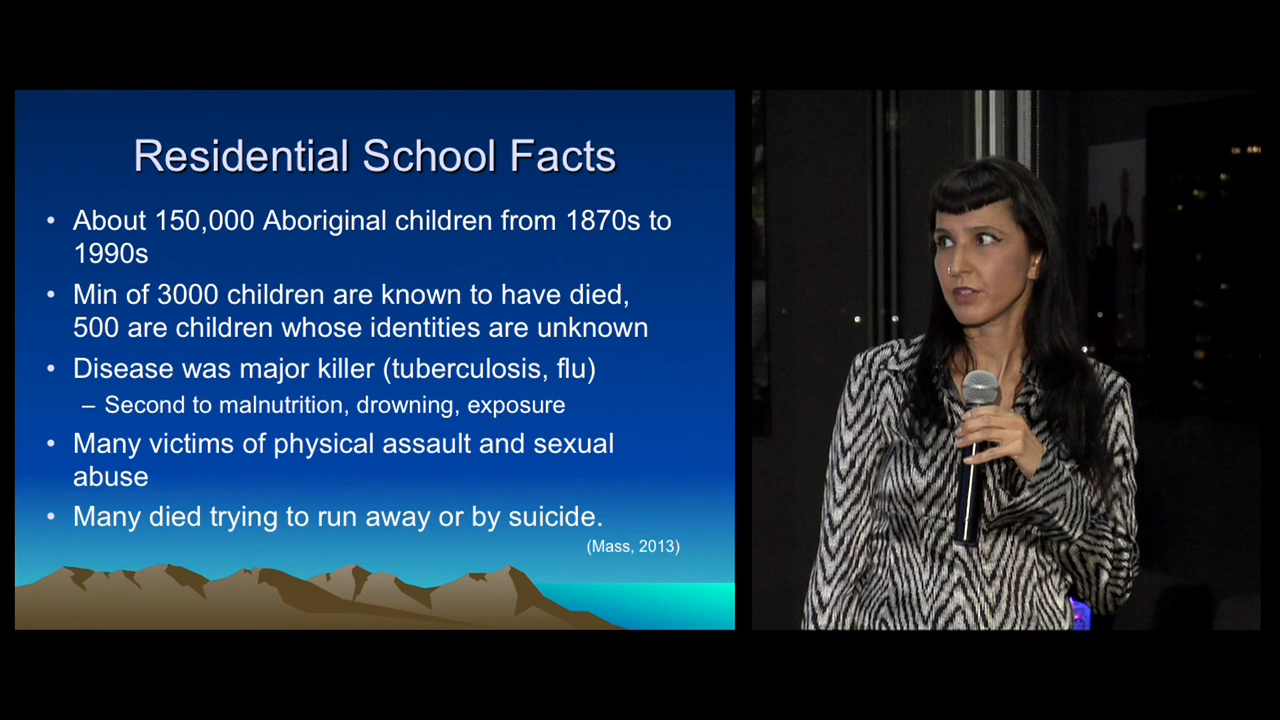 Residential School Facts
• About 150,000 Aboriginal children from 1870s to
1990s
• Min of 3000 children are known to have died,
500 are children whose identities are unknown
• Disease was major killer (tuberculosis, flu)
– Second to malnutrition, drowning, exposure
• Many victims of physical assault and sexual
abuse
• Many died trying to run away or by suicide.
(Mass, 2013)